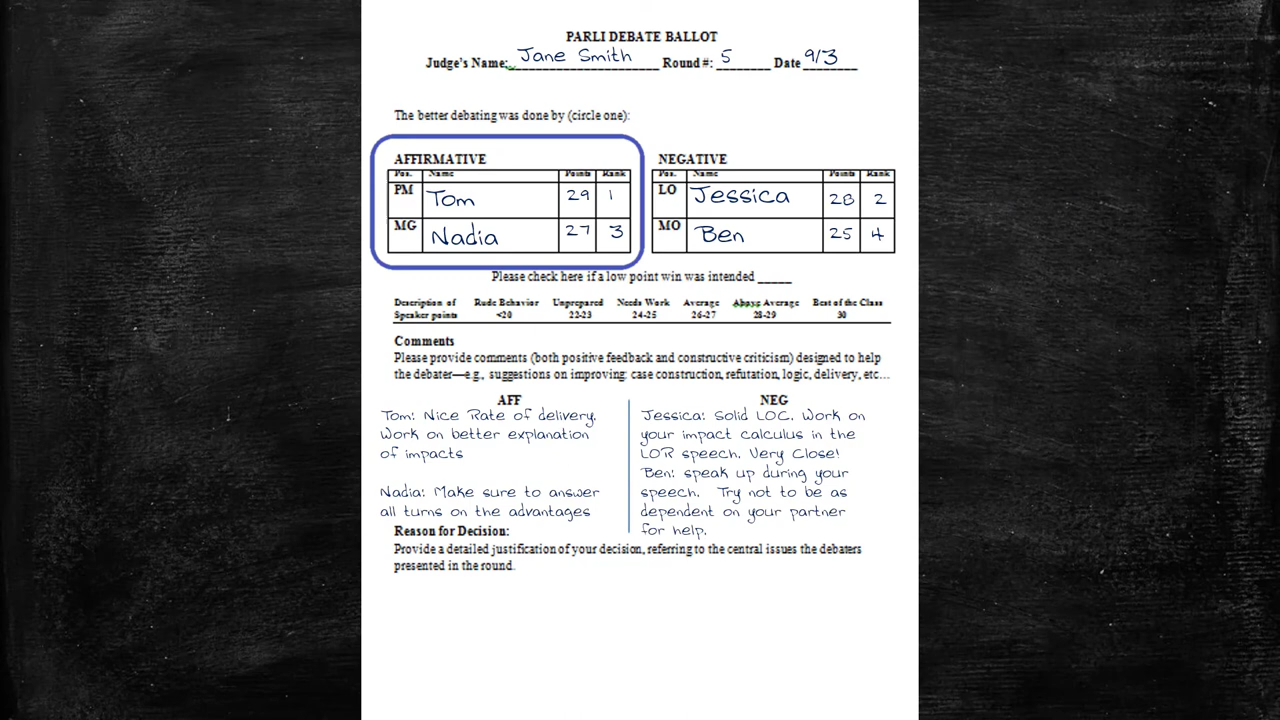 PARLI DEBATE BALLOT
Judge's Name: Jane Smith Round #: 5 Date 9/3
The better debating was done by (circle one):
AFFIRMATIVE NEGATIVE
Pos. Name Points Rank Pos. Name Points Rank
PM Tom 29 1 LO Jessica 28 2
MG Nadia 27 3 MO Ben 25 4
Please check here if a low point win was intended _____
Description of Rude Behavior Unprepared Needs Work Average Above Average Best of the Class
Speaker points <20 22-23 24-25 26-27 28-29 30
Comments
Please provide comments (both positive feedback and constructive criticism) designed to help
the debater—e.g., suggestions on improving: case construction, refutation, logic, delivery, etc...
AFF NEG
Tom: Nice Rate of delivery.
Work on better explanation
of impacts
Nadia: Make sure to answer
all turns on the advantages
Jessica: Solid LOC. Work on
your impact calculus in the
LOR speech. Very Close!
Ben: speak up during your
speech. Try not to be as
dependent on your partner
for help.
Reason for Decision:
Provide a detailed justification of your decision, referring to the central issues the debaters
presented in the round.